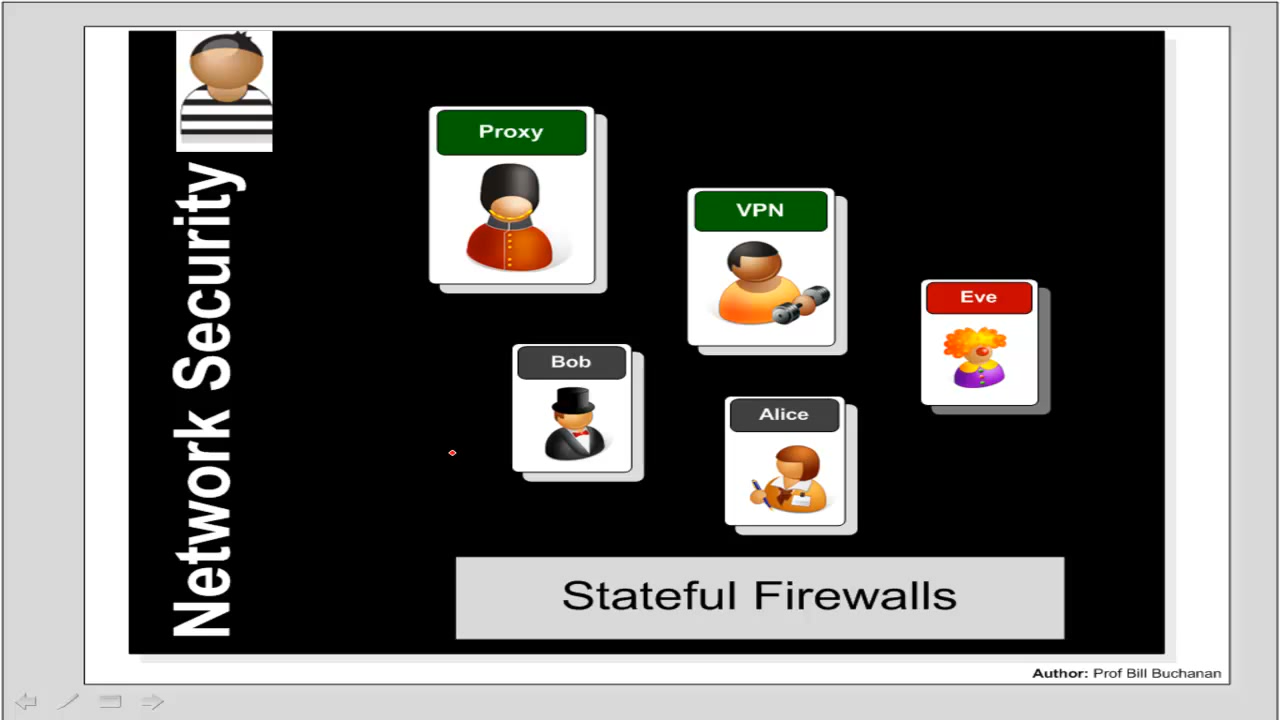 Network Security
Proxy
VPN
Eve
Bob
Alice
Stateful Firewalls
Author: Prof Bill Buchanan